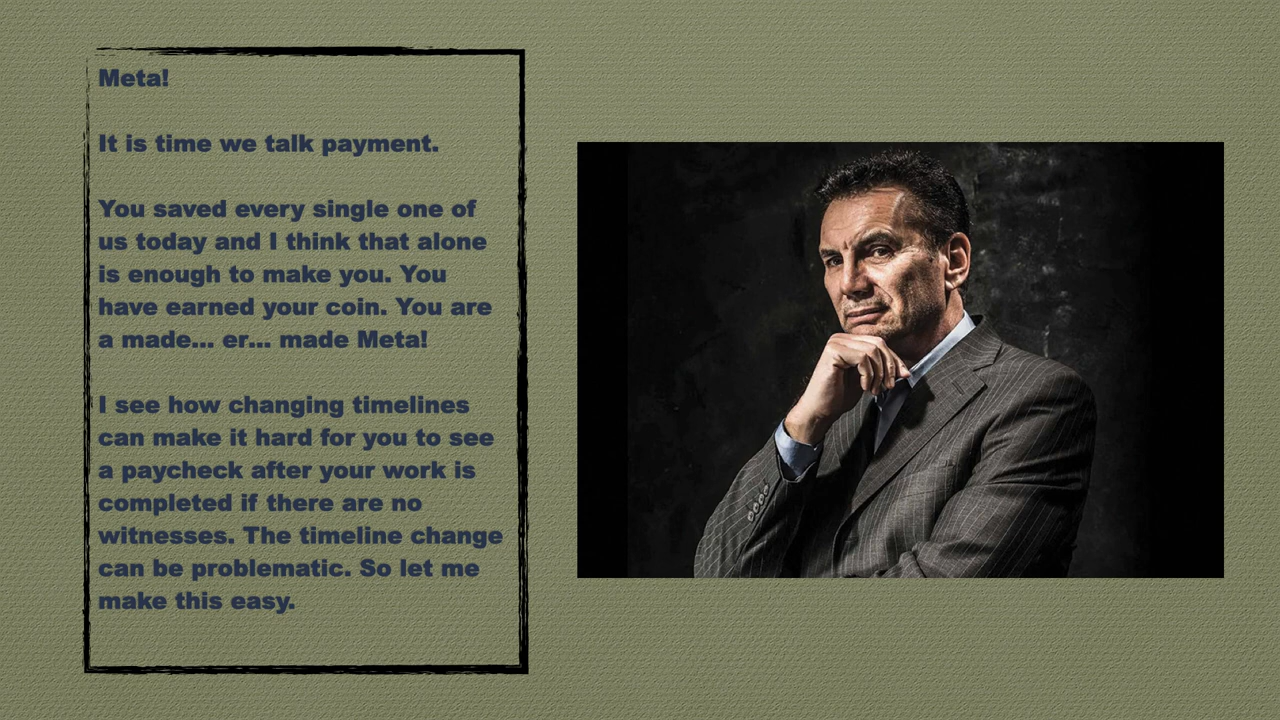 Meta!
It is time we talk payment.
You saved every single one of
us today and I think that alone
is enough to make you. You
have earned your coin. You are
a made... er... made Meta!
I see how changing timelines
can make it hard for you to see
a paycheck after your work is
completed if there are no
witnesses. The timeline change
can be problematic. So let me
make this easy.